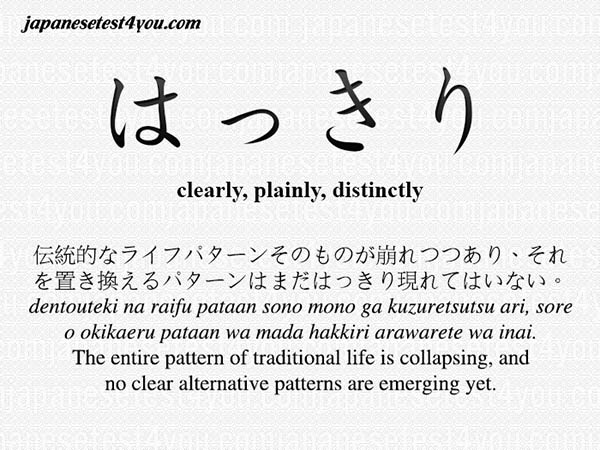 japanesetest4you.com
はっきり
clearly, plainly, distinctly
伝統的なライフパターンそのものが崩れつつあり、それ
を置き換えるパターンはまだはっきり現れてはいない。
dentouteki na raifu pataan sono mono ga kuzuretsutsu ari, sore
o okikaeru pataan wa mada hakkiri arawarete wa inai.
The entire pattern of traditional life is collapsing, and
no clear alternative patterns are emerging yet.